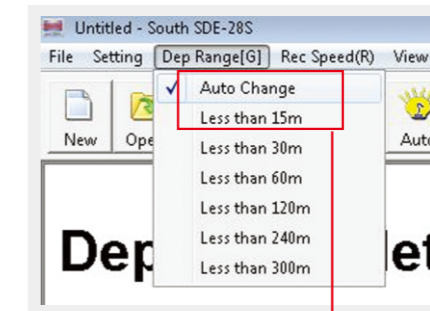 Untitled - South SDE-28S
File Setting Dep Range[G] Rec Speed(R) View
✓ Auto Change
Less than 15m
Less than 30m
Less than 60m
Less than 120m
Less than 240m
Less than 300m
New Ope Auto
Dep et